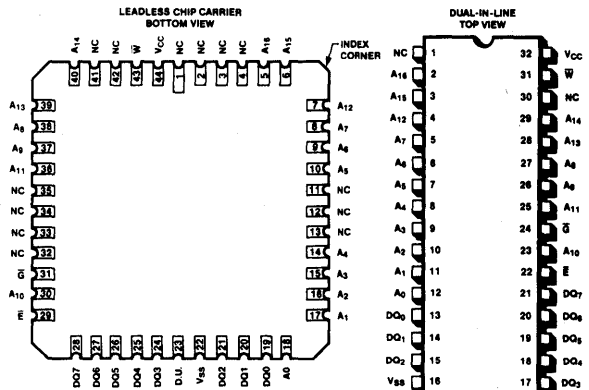 LEADLESS CHIP CARRIER
BOTTOM VIEW
A14 NC NC W̅ VCC NC NC NC NC A16 A15
40 41 42 43 44 1 2 3 4 5 6
INDEX
CORNER
A13 39
A8 38
A9 37
A11 36
NC 35
NC 34
NC 33
NC 32
G̅ 31
A10 30
E̅ 29
7 A12
8 A7
9 A6
10 A5
11 NC
12 NC
13 NC
14 A4
15 A3
16 A2
17 A1
28 27 26 25 24 23 22 21 20 19 18
DQ7 DQ6 DQ5 DQ4 DQ3 D.U. VSS DQ2 DQ1 DQ0 A0
DUAL-IN-LINE
TOP VIEW
NC 1 32 VCC
A16 2 31 W̅
A15 3 30 NC
A12 4 29 A14
A7 5 28 A13
A6 6 27 A8
A5 7 26 A9
A4 8 25 A11
A3 9 24 G̅
A2 10 23 A10
A1 11 22 E̅
A0 12 21 DQ7
DQ0 13 20 DQ6
DQ1 14 19 DQ5
DQ2 15 18 DQ4
VSS 16 17 DQ3